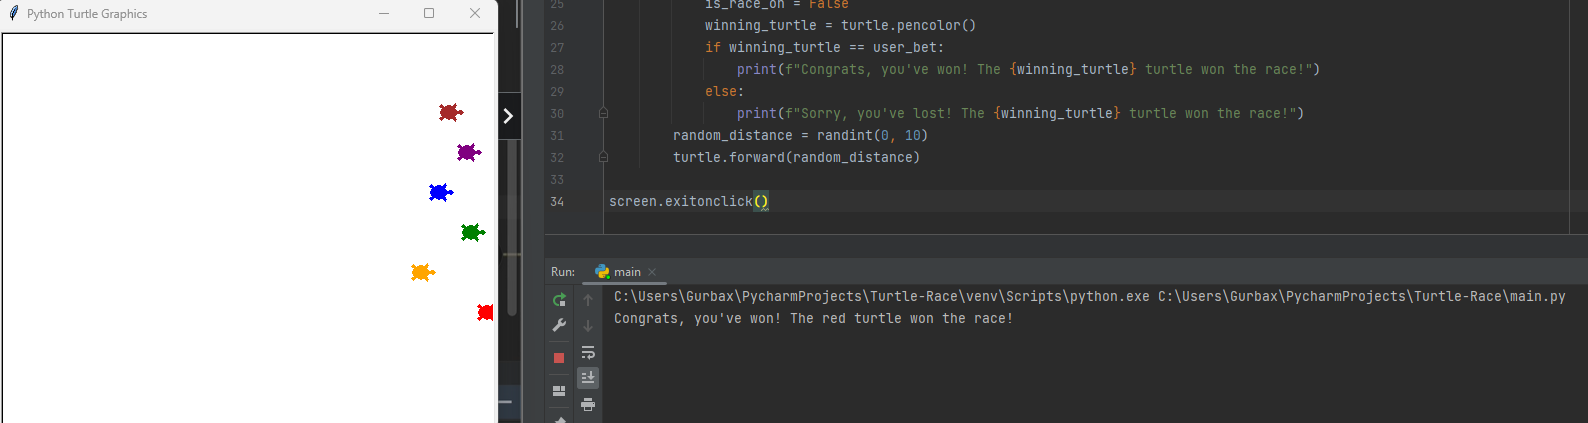 Python Turtle Graphics
25 is_race_on = False
26 winning_turtle = turtle.pencolor()
27 if winning_turtle == user_bet:
28 print(f"Congrats, you've won! The {winning_turtle} turtle won the race!")
29 else:
30 print(f"Sorry, you've lost! The {winning_turtle} turtle won the race!")
31 random_distance = randint(0, 10)
32 turtle.forward(random_distance)
33
34 screen.exitonclick()
Run: main
C:\Users\Gurbax\PycharmProjects\Turtle-Race\venv\Scripts\python.exe C:\Users\Gurbax\PycharmProjects\Turtle-Race\main.py
Congrats, you've won! The red turtle won the race!